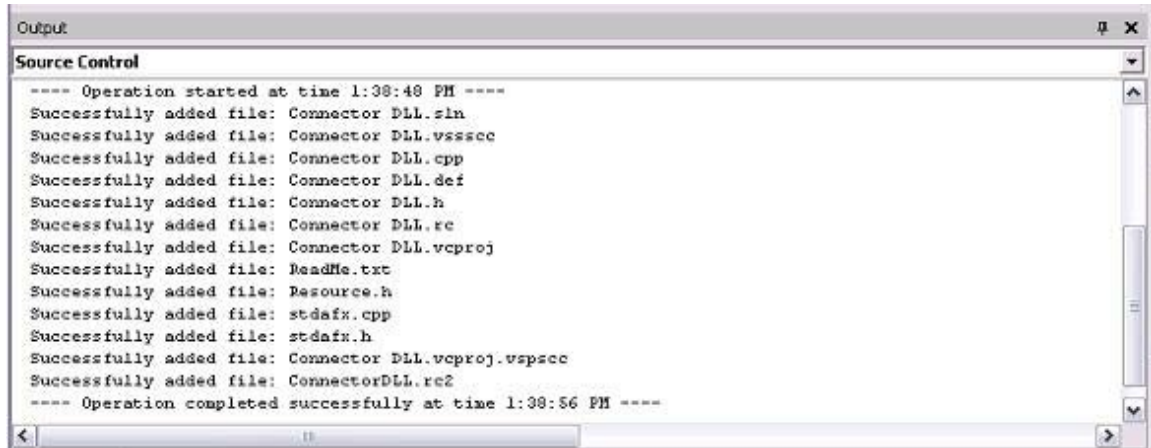 Output
Source Control
---- Operation started at time 1:38:48 PM ----
Successfully added file: Connector DLL.sln
Successfully added file: Connector DLL.vssscc
Successfully added file: Connector DLL.cpp
Successfully added file: Connector DLL.def
Successfully added file: Connector DLL.h
Successfully added file: Connector DLL.rc
Successfully added file: Connector DLL.vcproj
Successfully added file: ReadMe.txt
Successfully added file: Resource.h
Successfully added file: stdafx.cpp
Successfully added file: stdafx.h
Successfully added file: Connector DLL.vcproj.vspscc
Successfully added file: ConnectorDLL.rc2
---- Operation completed successfully at time 1:38:56 PM ----